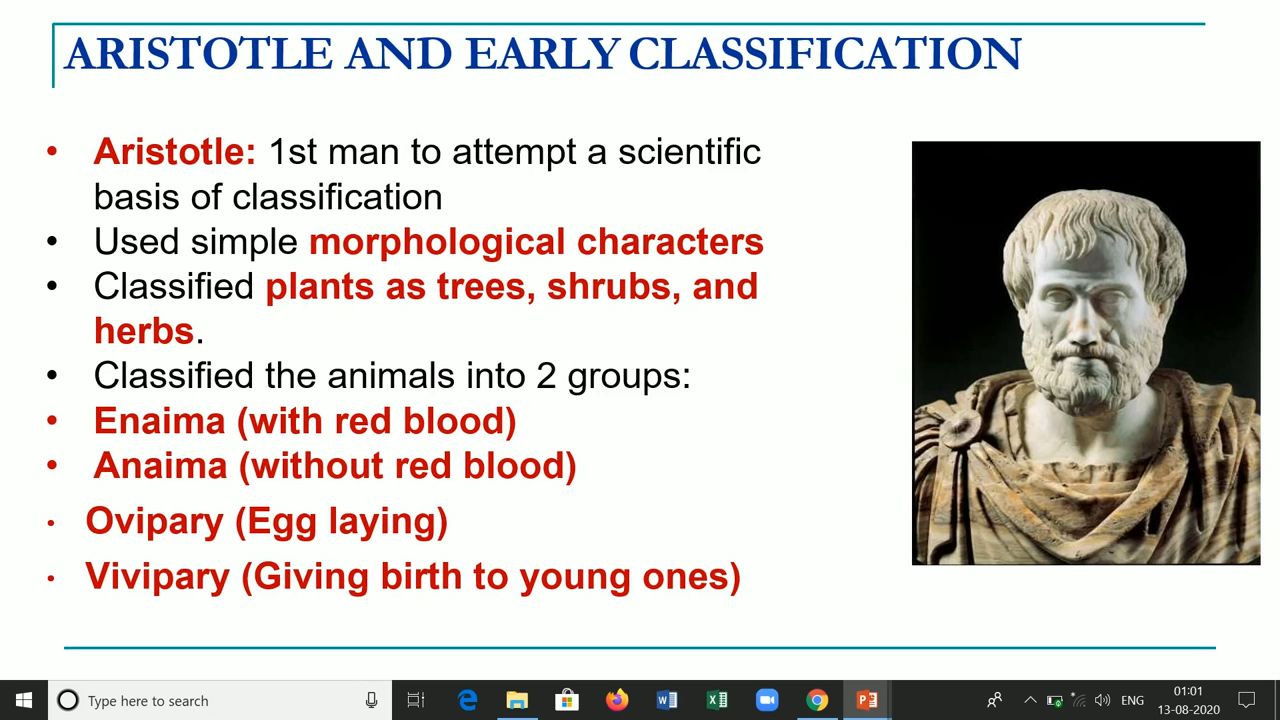 ARISTOTLE AND EARLY CLASSIFICATION
• Aristotle: 1st man to attempt a scientific
basis of classification
• Used simple morphological characters
• Classified plants as trees, shrubs, and
herbs.
• Classified the animals into 2 groups:
• Enaima (with red blood)
• Anaima (without red blood)
• Ovipary (Egg laying)
• Vivipary (Giving birth to young ones)
Type here to search
ENG
01:01
13-08-2020